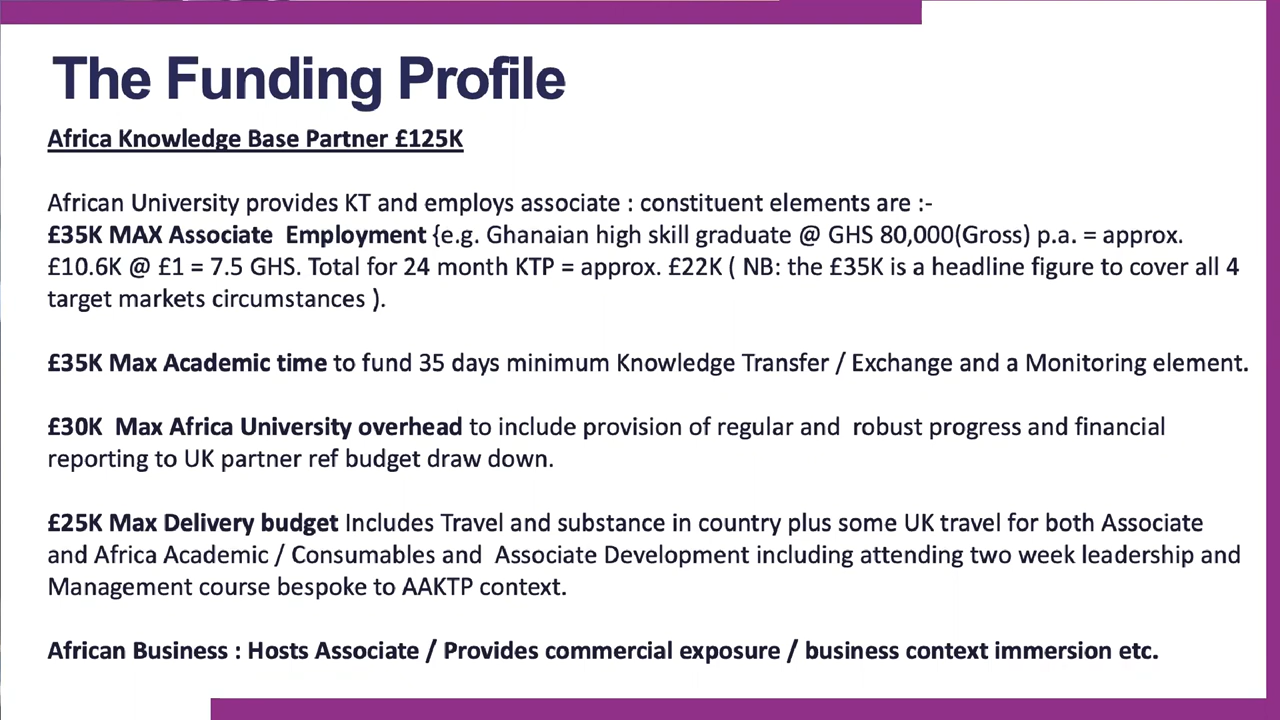 The Funding Profile
Africa Knowledge Base Partner £125K
African University provides KT and employs associate : constituent elements are :-
£35K MAX Associate  Employment {e.g. Ghanaian high skill graduate @ GHS 80,000(Gross) p.a. = approx.
£10.6K @ £1 = 7.5 GHS. Total for 24 month KTP = approx. £22K ( NB: the £35K is a headline figure to cover all 4
target markets circumstances ).
£35K Max Academic time to fund 35 days minimum Knowledge Transfer / Exchange and a Monitoring element.
£30K  Max Africa University overhead to include provision of regular and  robust progress and financial
reporting to UK partner ref budget draw down.
£25K Max Delivery budget Includes Travel and substance in country plus some UK travel for both Associate
and Africa Academic / Consumables and  Associate Development including attending two week leadership and
Management course bespoke to AAKTP context.
African Business : Hosts Associate / Provides commercial exposure / business context immersion etc.